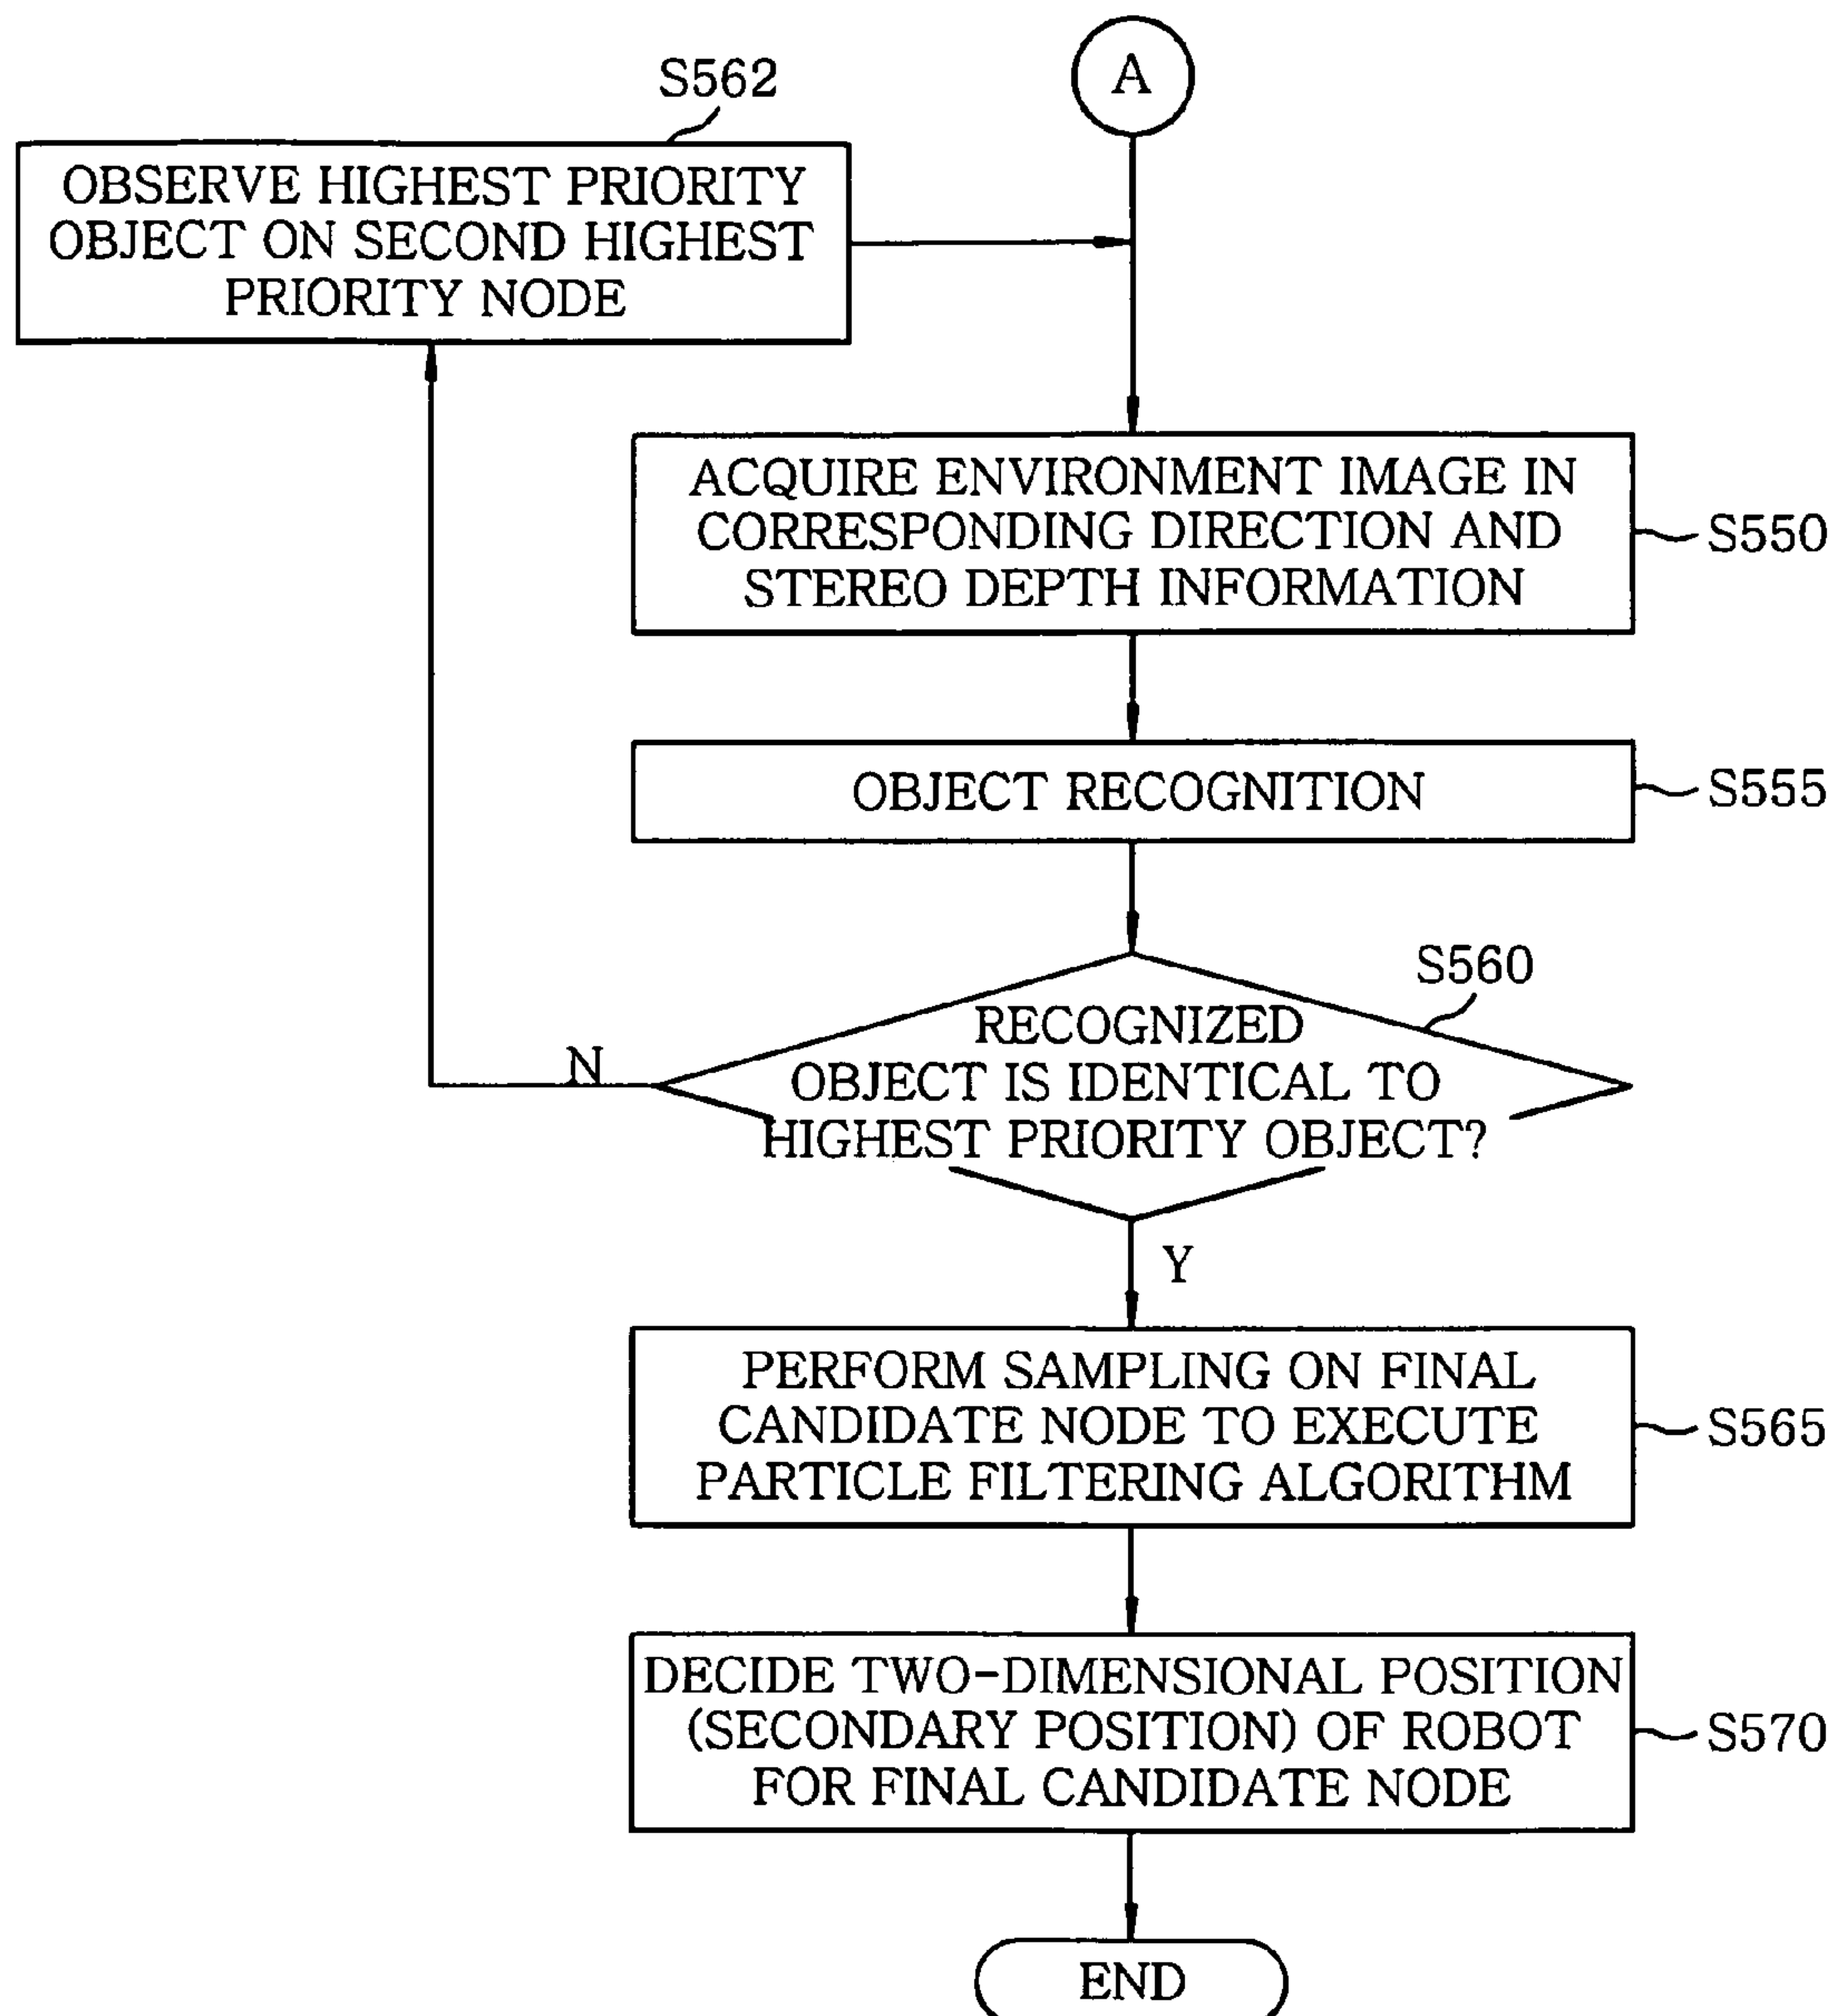 A
S562
OBSERVE HIGHEST PRIORITY
OBJECT ON SECOND HIGHEST
PRIORITY NODE
ACQUIRE ENVIRONMENT IMAGE IN
CORRESPONDING DIRECTION AND
STEREO DEPTH INFORMATION
S550
OBJECT RECOGNITION
S555
S560
RECOGNIZED
OBJECT IS IDENTICAL TO
HIGHEST PRIORITY OBJECT?
N
Y
PERFORM SAMPLING ON FINAL
CANDIDATE NODE TO EXECUTE
PARTICLE FILTERING ALGORITHM
S565
DECIDE TWO-DIMENSIONAL POSITION
(SECONDARY POSITION) OF ROBOT
FOR FINAL CANDIDATE NODE
S570
END